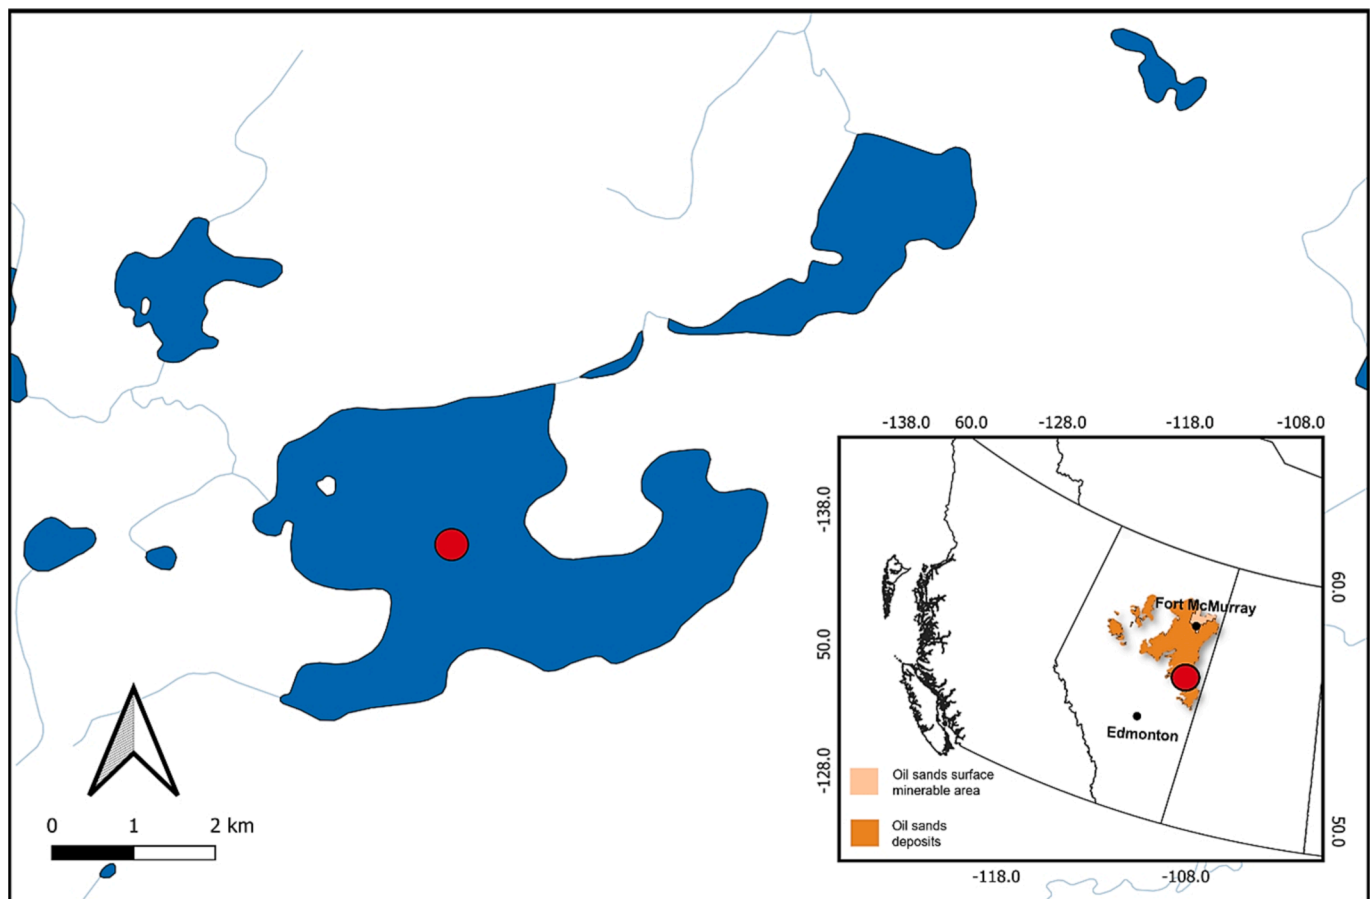 -138.0 60.0 -128.0 -118.0 -108.0
-138.0
50.0
-128.0
60.0
50.0
Fort McMurray
Edmonton
Oil sands surface
minerable area
Oil sands
deposits
-118.0 -108.0
0 1 2 km